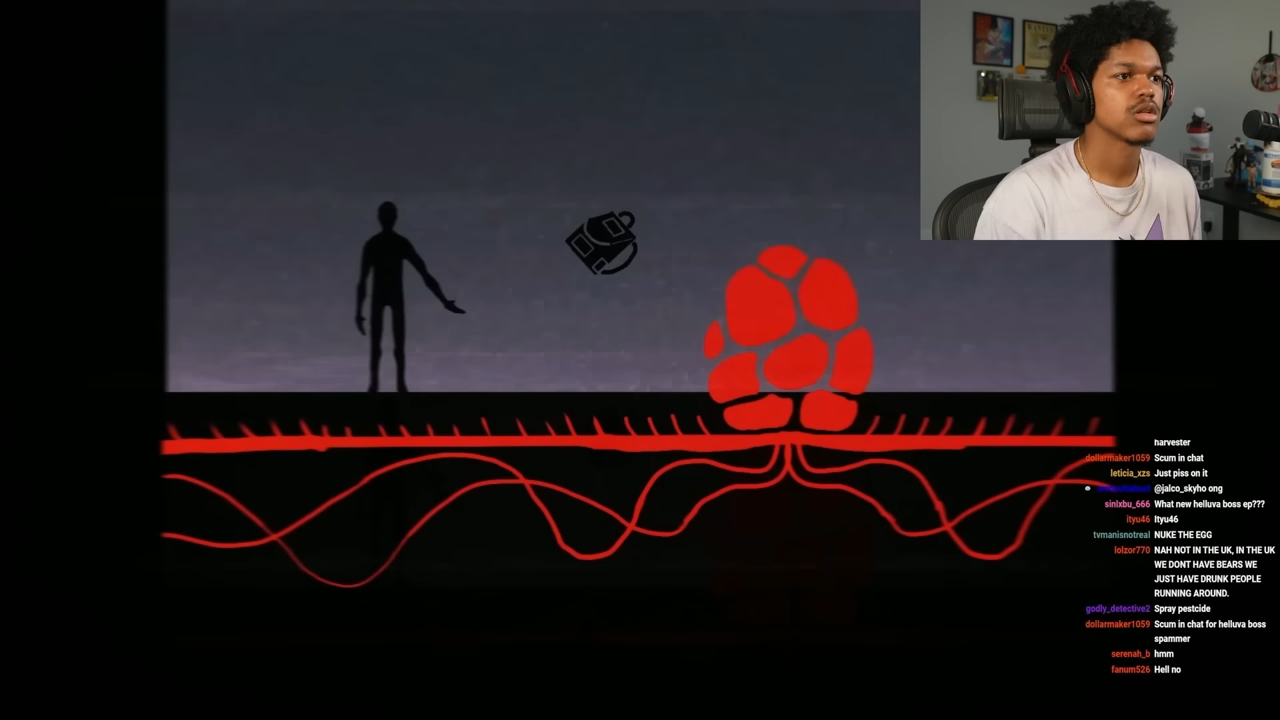 harvester
dollarmaker1059 Scum in chat
leticia_xzs Just piss on it
@jalco_skyho ong
sinlxbu_666 What new helluva boss ep???
ityu46 Ityu46
tvmanisnotreal NUKE THE EGG
lolzor770 NAH NOT IN THE UK, IN THE UK
WE DONT HAVE BEARS WE
JUST HAVE DRUNK PEOPLE
RUNNING AROUND.
godly_detective2 Spray pestcide
dollarmaker1059 Scum in chat for helluva boss
spammer
serenah_b hmm
fanum526 Hell no